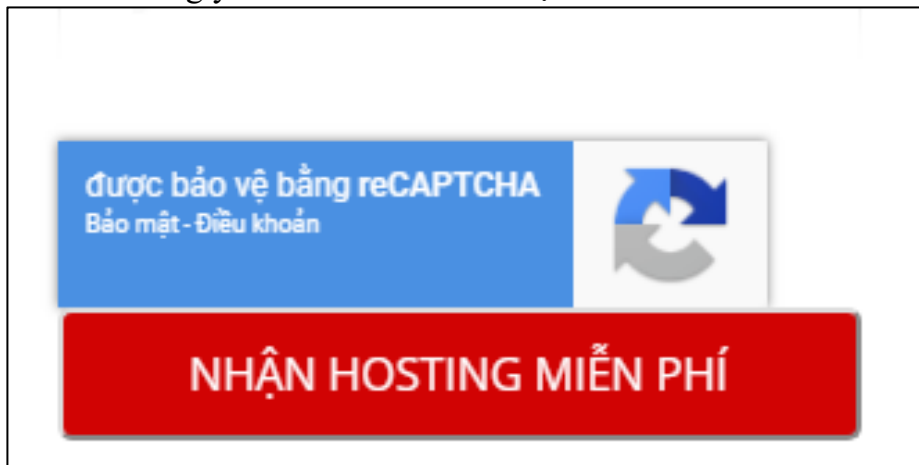 được bảo vệ bằng reCAPTCHA
Bảo mật - Điều khoản
NHẬN HOSTING MIỄN PHÍ